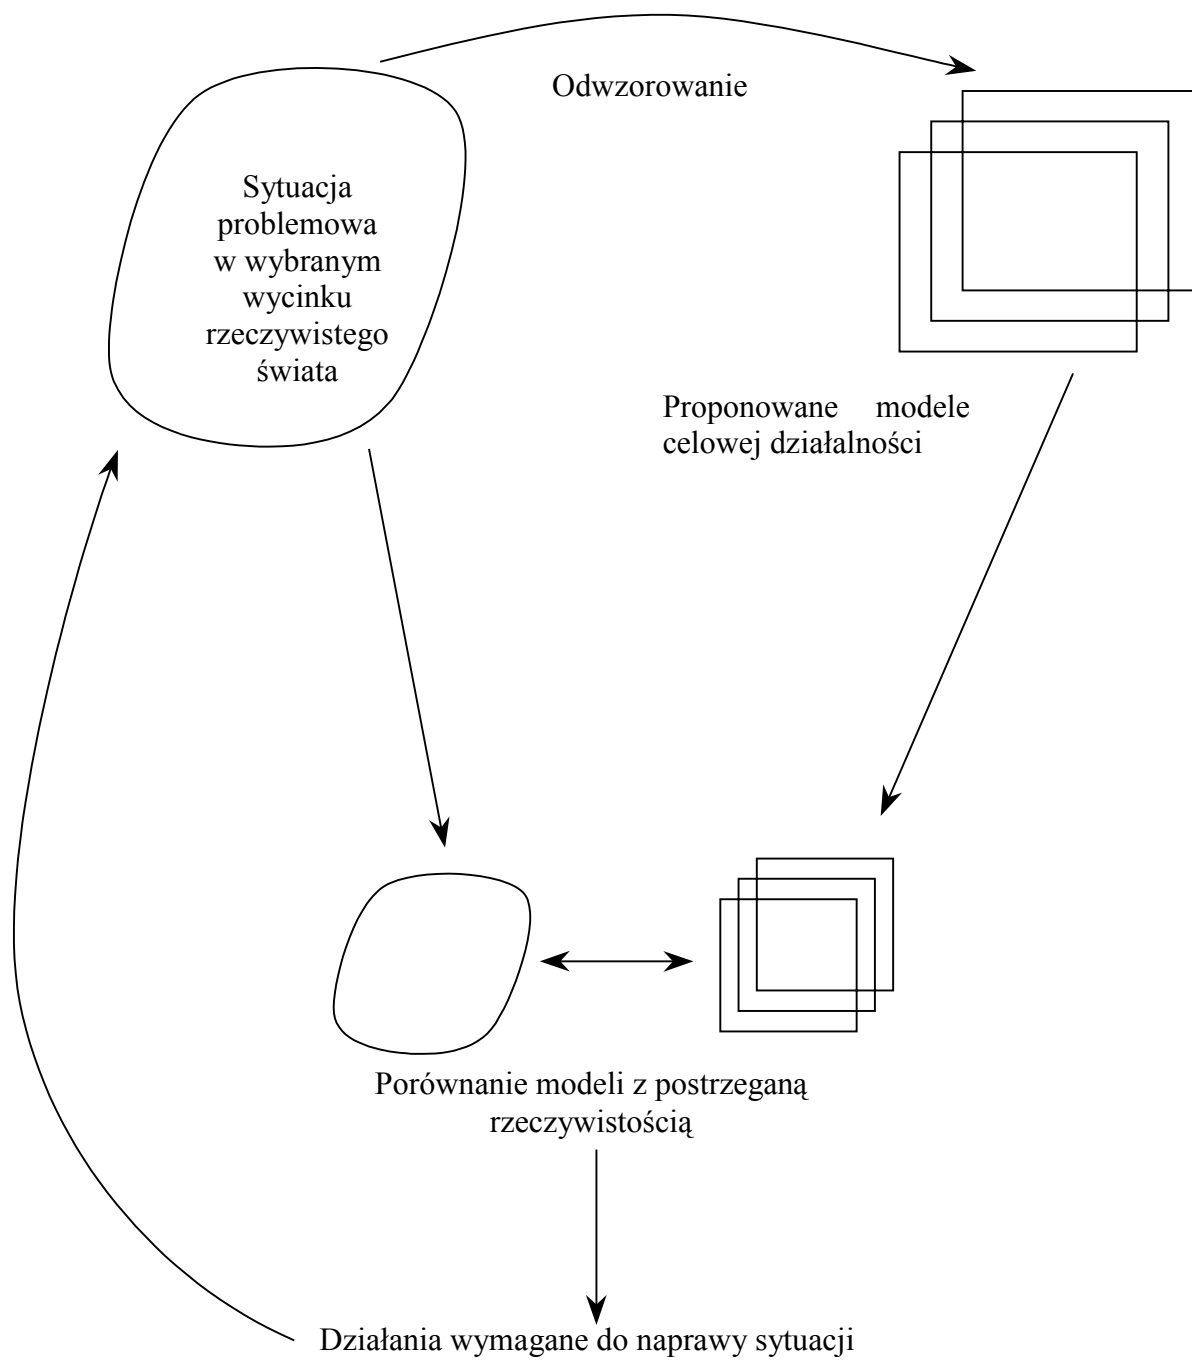 Odwzorowanie
Sytuacja
problemowa
w wybranym
wycinku
rzeczywistego
świata
Proponowane modele
celowej działalności
Porównanie modeli z postrzeganą
rzeczywistością
Działania wymagane do naprawy sytuacji